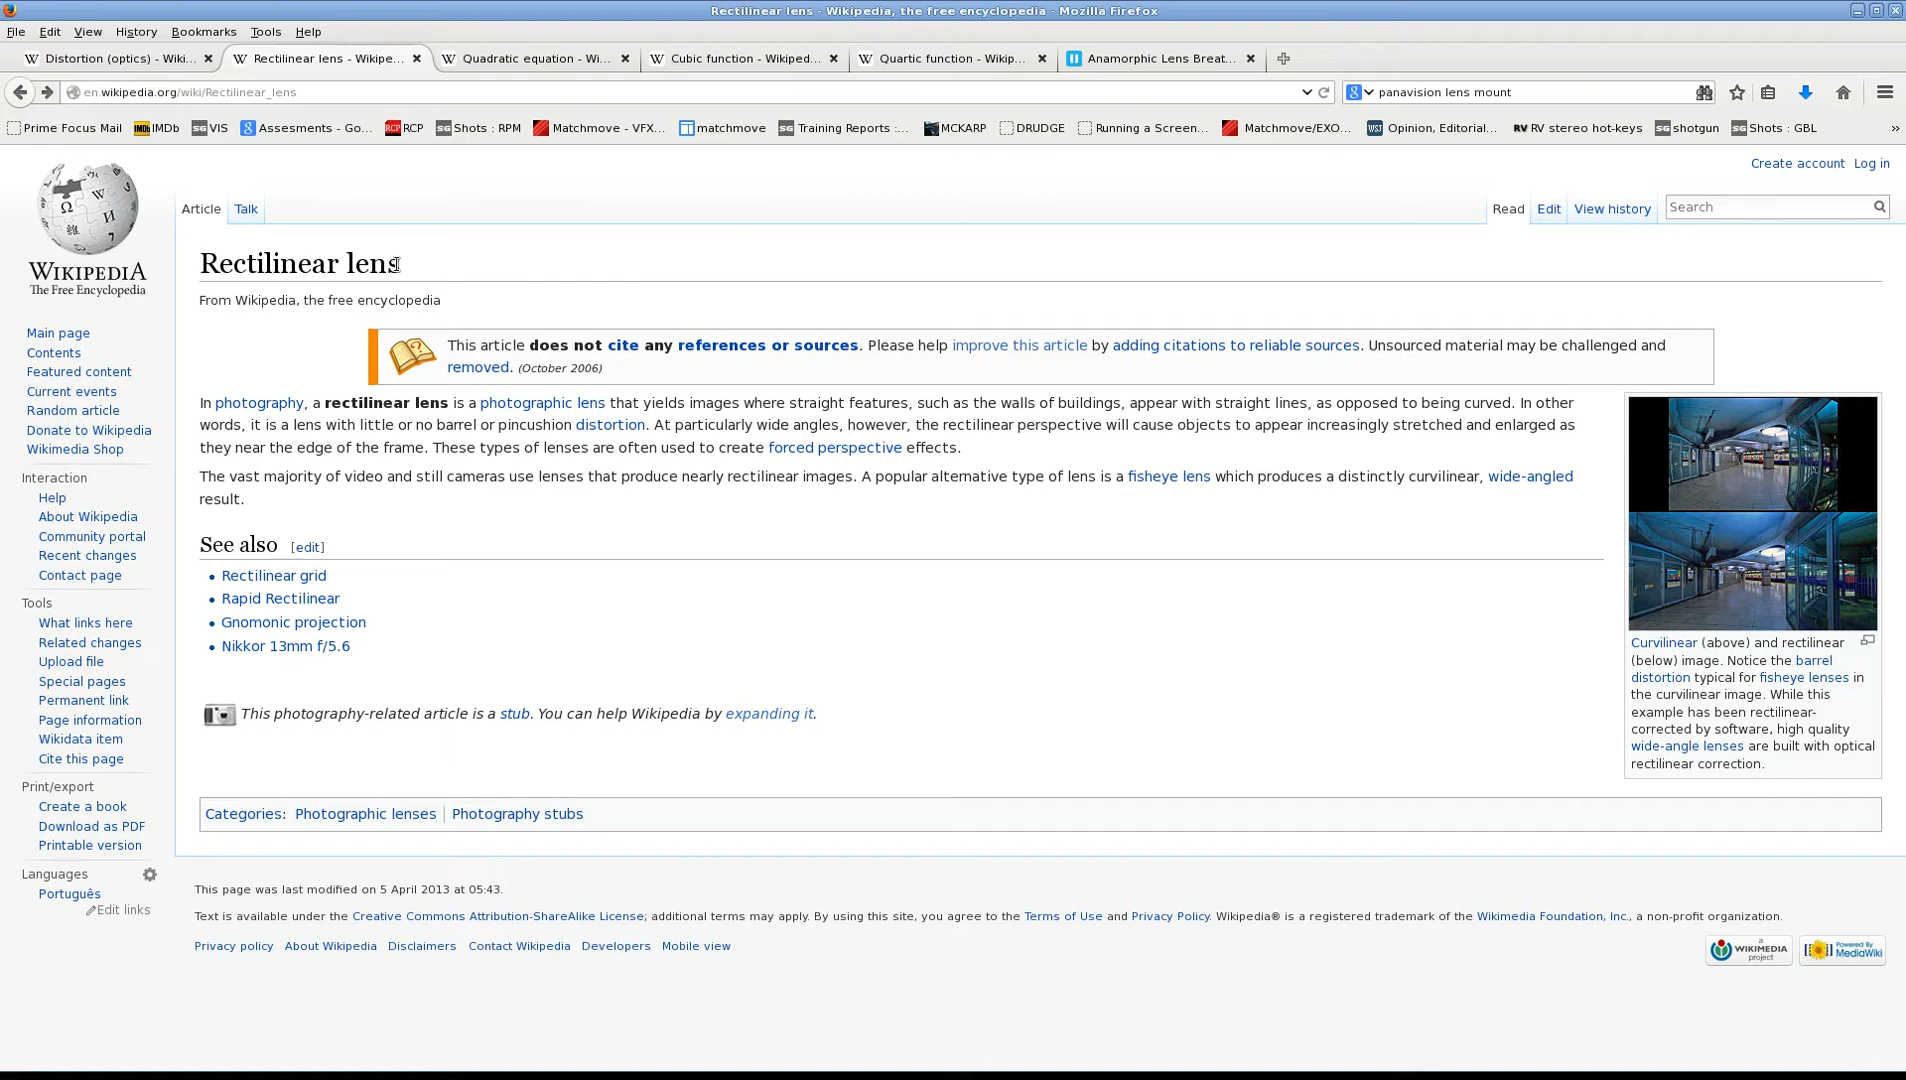 Rectilinear lens - Wikipedia, the free encyclopedia - Mozilla Firefox
File Edit View History Bookmarks Tools Help
Distortion (optics) - Wiki... Rectilinear lens - Wikipe... Quadratic equation - Wi... Cubic function - Wikiped... Quartic function - Wikip... Anamorphic Lens Breat...
en.wikipedia.org/wiki/Rectilinear_lens panavision lens mount
Prime Focus Mail IMDb VIS Assesments - Go... RCP Shots : RPM Matchmove - VFX... matchmove Training Reports :... MCKARP DRUDGE Running a Screen... Matchmove/EXO... Opinion, Editorial... RV stereo hot-keys shotgun Shots : GBL
Create account Log in
Article Talk Read Edit View history Search
WIKIPEDIA
The Free Encyclopedia
Main page
Contents
Featured content
Current events
Random article
Donate to Wikipedia
Wikimedia Shop
Interaction
Help
About Wikipedia
Community portal
Recent changes
Contact page
Tools
What links here
Related changes
Upload file
Special pages
Permanent link
Page information
Wikidata item
Cite this page
Print/export
Create a book
Download as PDF
Printable version
Languages
Português
Edit links
Rectilinear lens
From Wikipedia, the free encyclopedia
This article does not cite any references or sources. Please help improve this article by adding citations to reliable sources. Unsourced material may be challenged and
removed. (October 2006)
In photography, a rectilinear lens is a photographic lens that yields images where straight features, such as the walls of buildings, appear with straight lines, as opposed to being curved. In other
words, it is a lens with little or no barrel or pincushion distortion. At particularly wide angles, however, the rectilinear perspective will cause objects to appear increasingly stretched and enlarged as
they near the edge of the frame. These types of lenses are often used to create forced perspective effects.
The vast majority of video and still cameras use lenses that produce nearly rectilinear images. A popular alternative type of lens is a fisheye lens which produces a distinctly curvilinear, wide-angled
result.
See also [edit]
Rectilinear grid
Rapid Rectilinear
Gnomonic projection
Nikkor 13mm f/5.6
Curvilinear (above) and rectilinear
(below) image. Notice the barrel
distortion typical for fisheye lenses in
the curvilinear image. While this
example has been rectilinear-
corrected by software, high quality
wide-angle lenses are built with optical
rectilinear correction.
This photography-related article is a stub. You can help Wikipedia by expanding it.
Categories: Photographic lenses Photography stubs
This page was last modified on 5 April 2013 at 05:43.
Text is available under the Creative Commons Attribution-ShareAlike License; additional terms may apply. By using this site, you agree to the Terms of Use and Privacy Policy. Wikipedia® is a registered trademark of the Wikimedia Foundation, Inc., a non-profit organization.
Privacy policy About Wikipedia Disclaimers Contact Wikipedia Developers Mobile view
a WIKIMEDIA project
Powered By MediaWiki